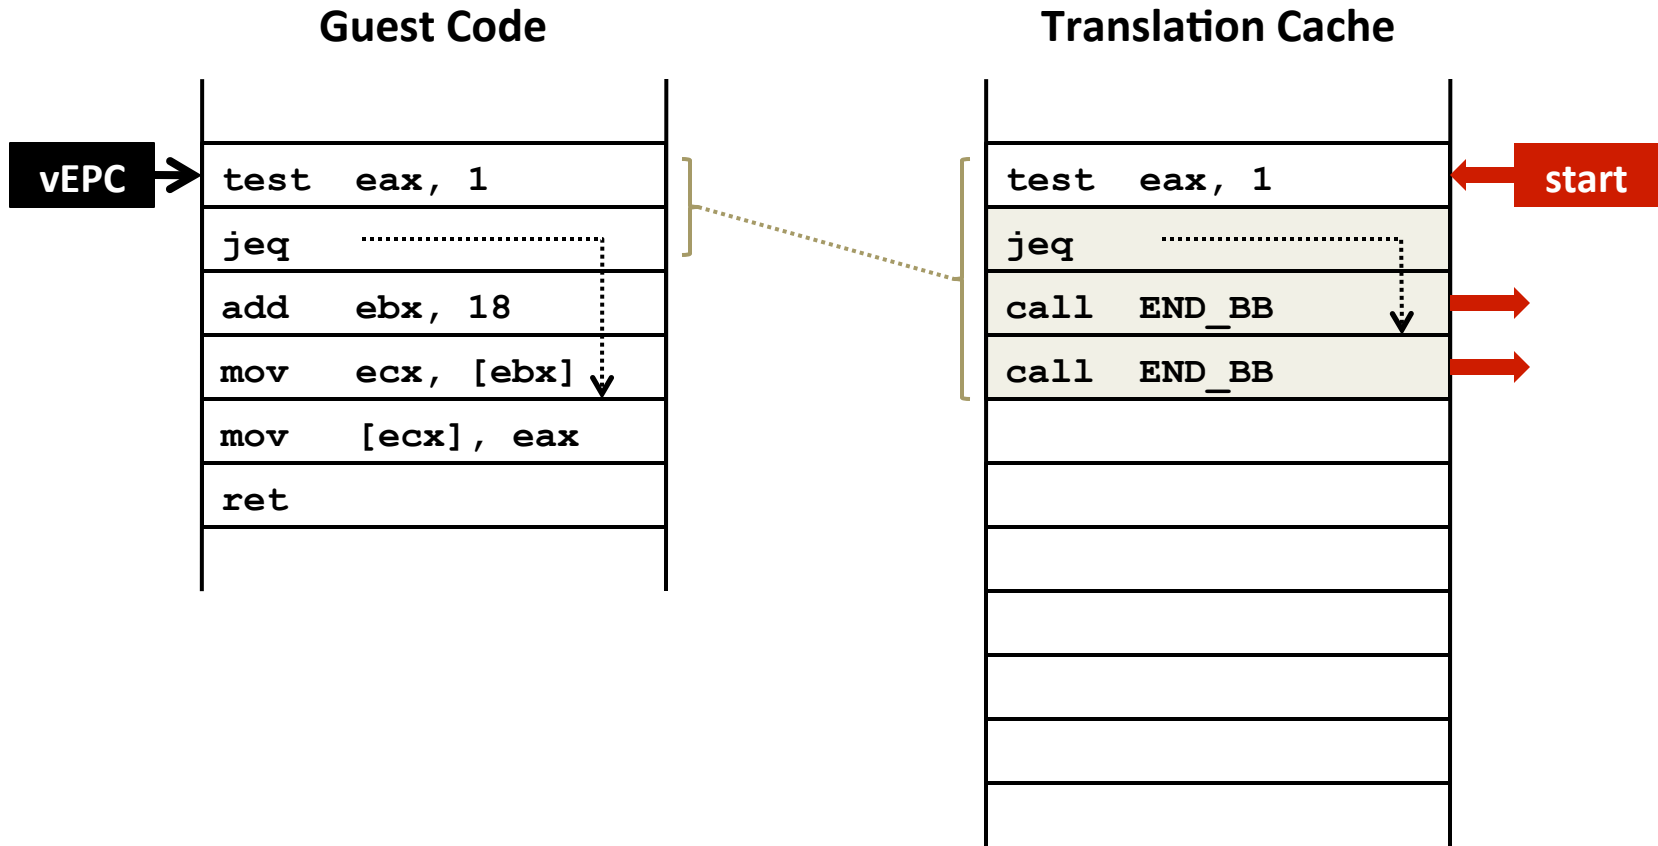 Guest Code
Translation Cache
vEPC
test eax, 1
jeq
add ebx, 18
mov ecx, [ebx]
mov [ecx], eax
ret
test eax, 1
jeq
call END_BB
call END_BB
start